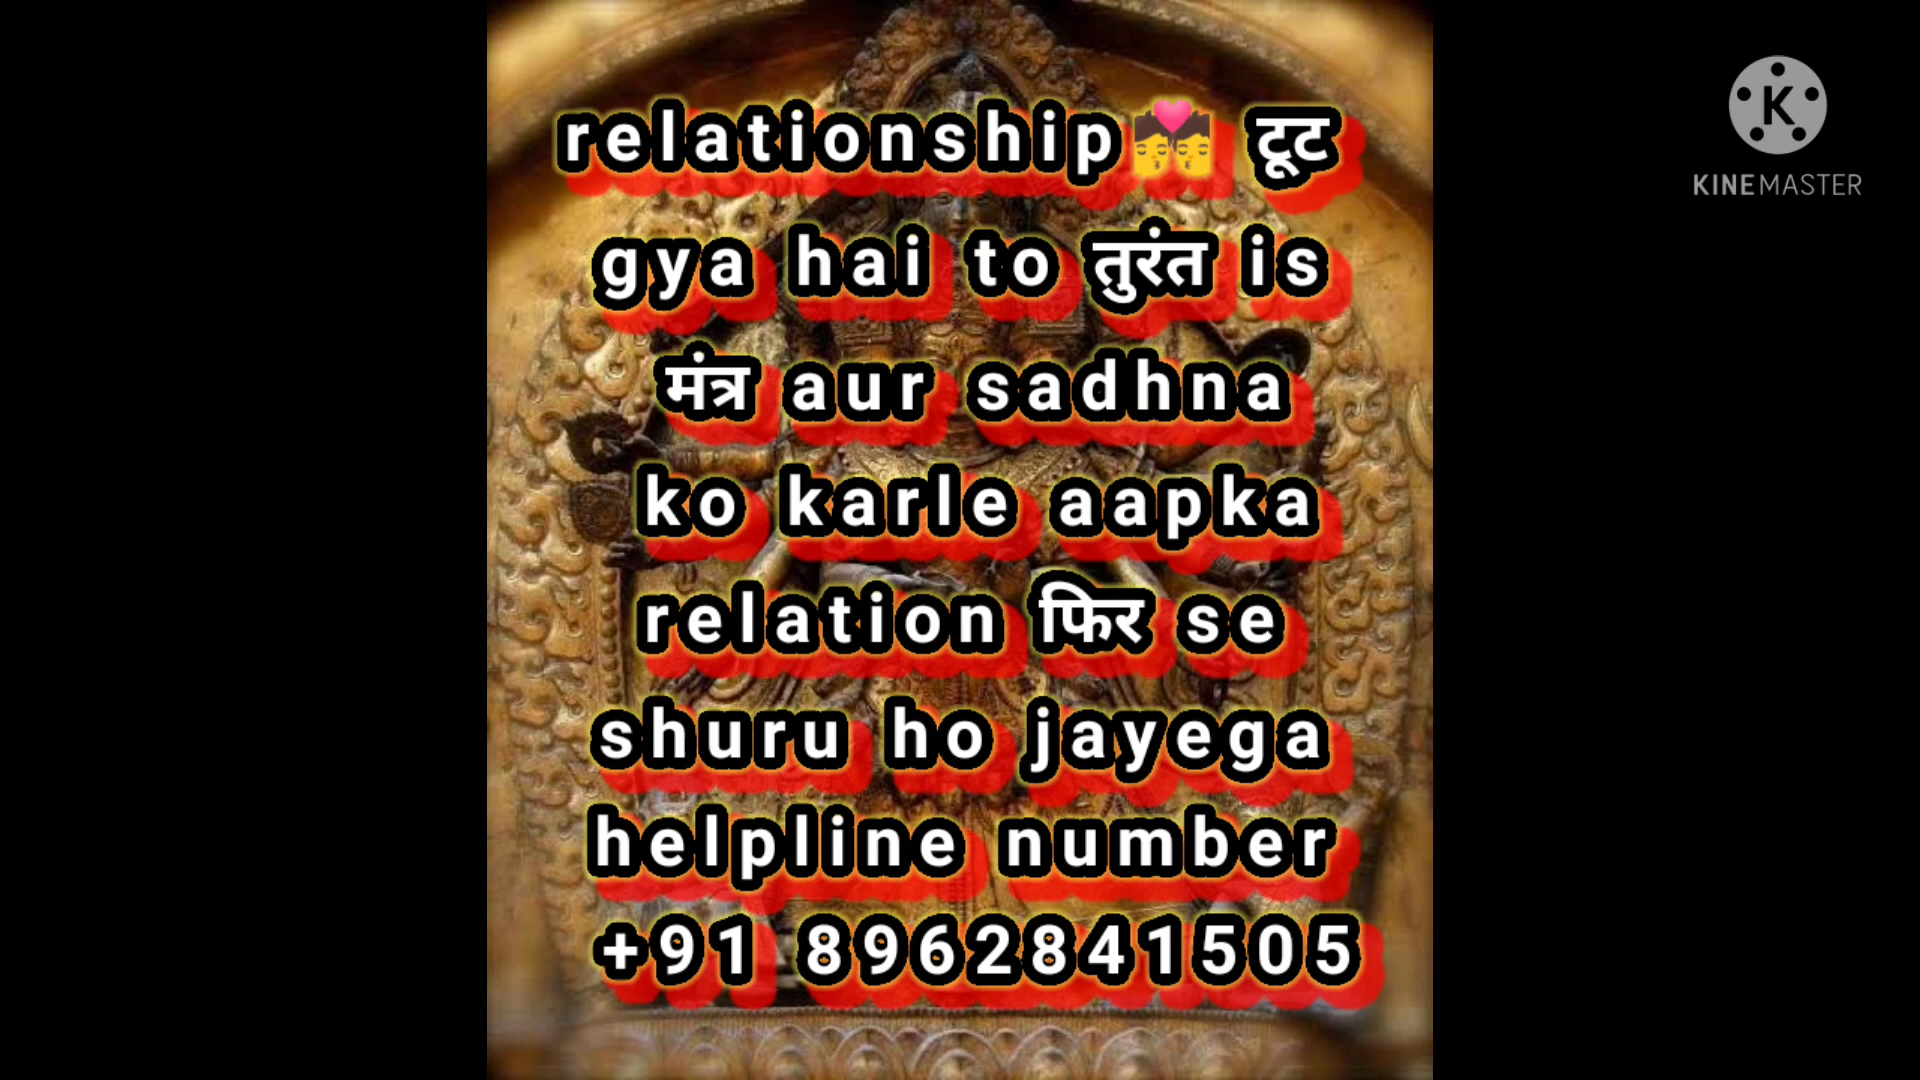 relationship💏 टूट
gya hai to तुरंत is
मंत्र aur sadhna
ko karle aapka
relation फिर se
shuru ho jayega
helpline number
+91 8962841505
K
KINEMASTER